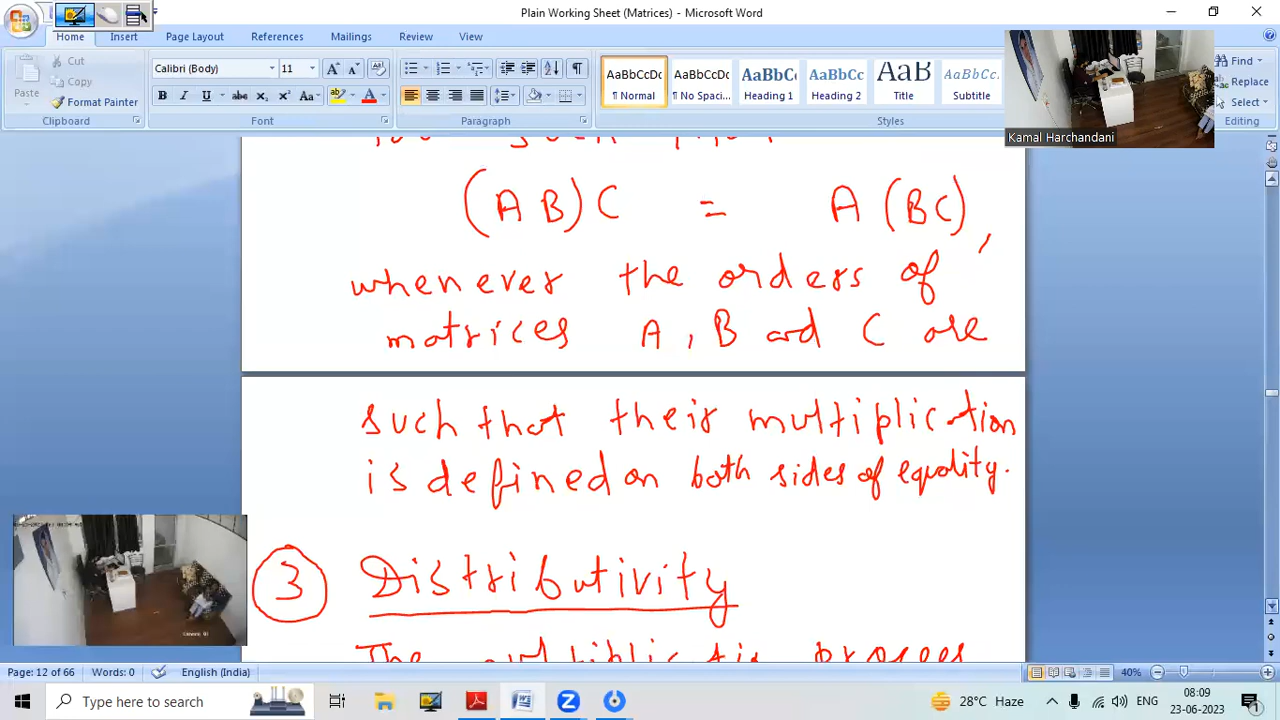 Plain Working Sheet (Matrices) - Microsoft Word
Home Insert Page Layout References Mailings Review View
Paste
Cut
Copy
Format Painter
Clipboard
Calibri (Body) 11
Font
Paragraph
AaBbCcDc AaBbCcDc AaBbC AaBbCc AaB AaBbCc.
¶ Normal ¶ No Spaci... Heading 1 Heading 2 Title Subtitle
Styles
Find
Replace
Select
Editing
Kamal Harchandani
(AB)C = A(BC),
whenever the orders of
matrices A, B and C are
such that their multiplication
is defined on both sides of equality.
3 Distributivity
The multiplication process
Page: 12 of 66 Words: 0 English (India) 40%
Type here to search
28°C Haze ENG 08:09
23-06-2023